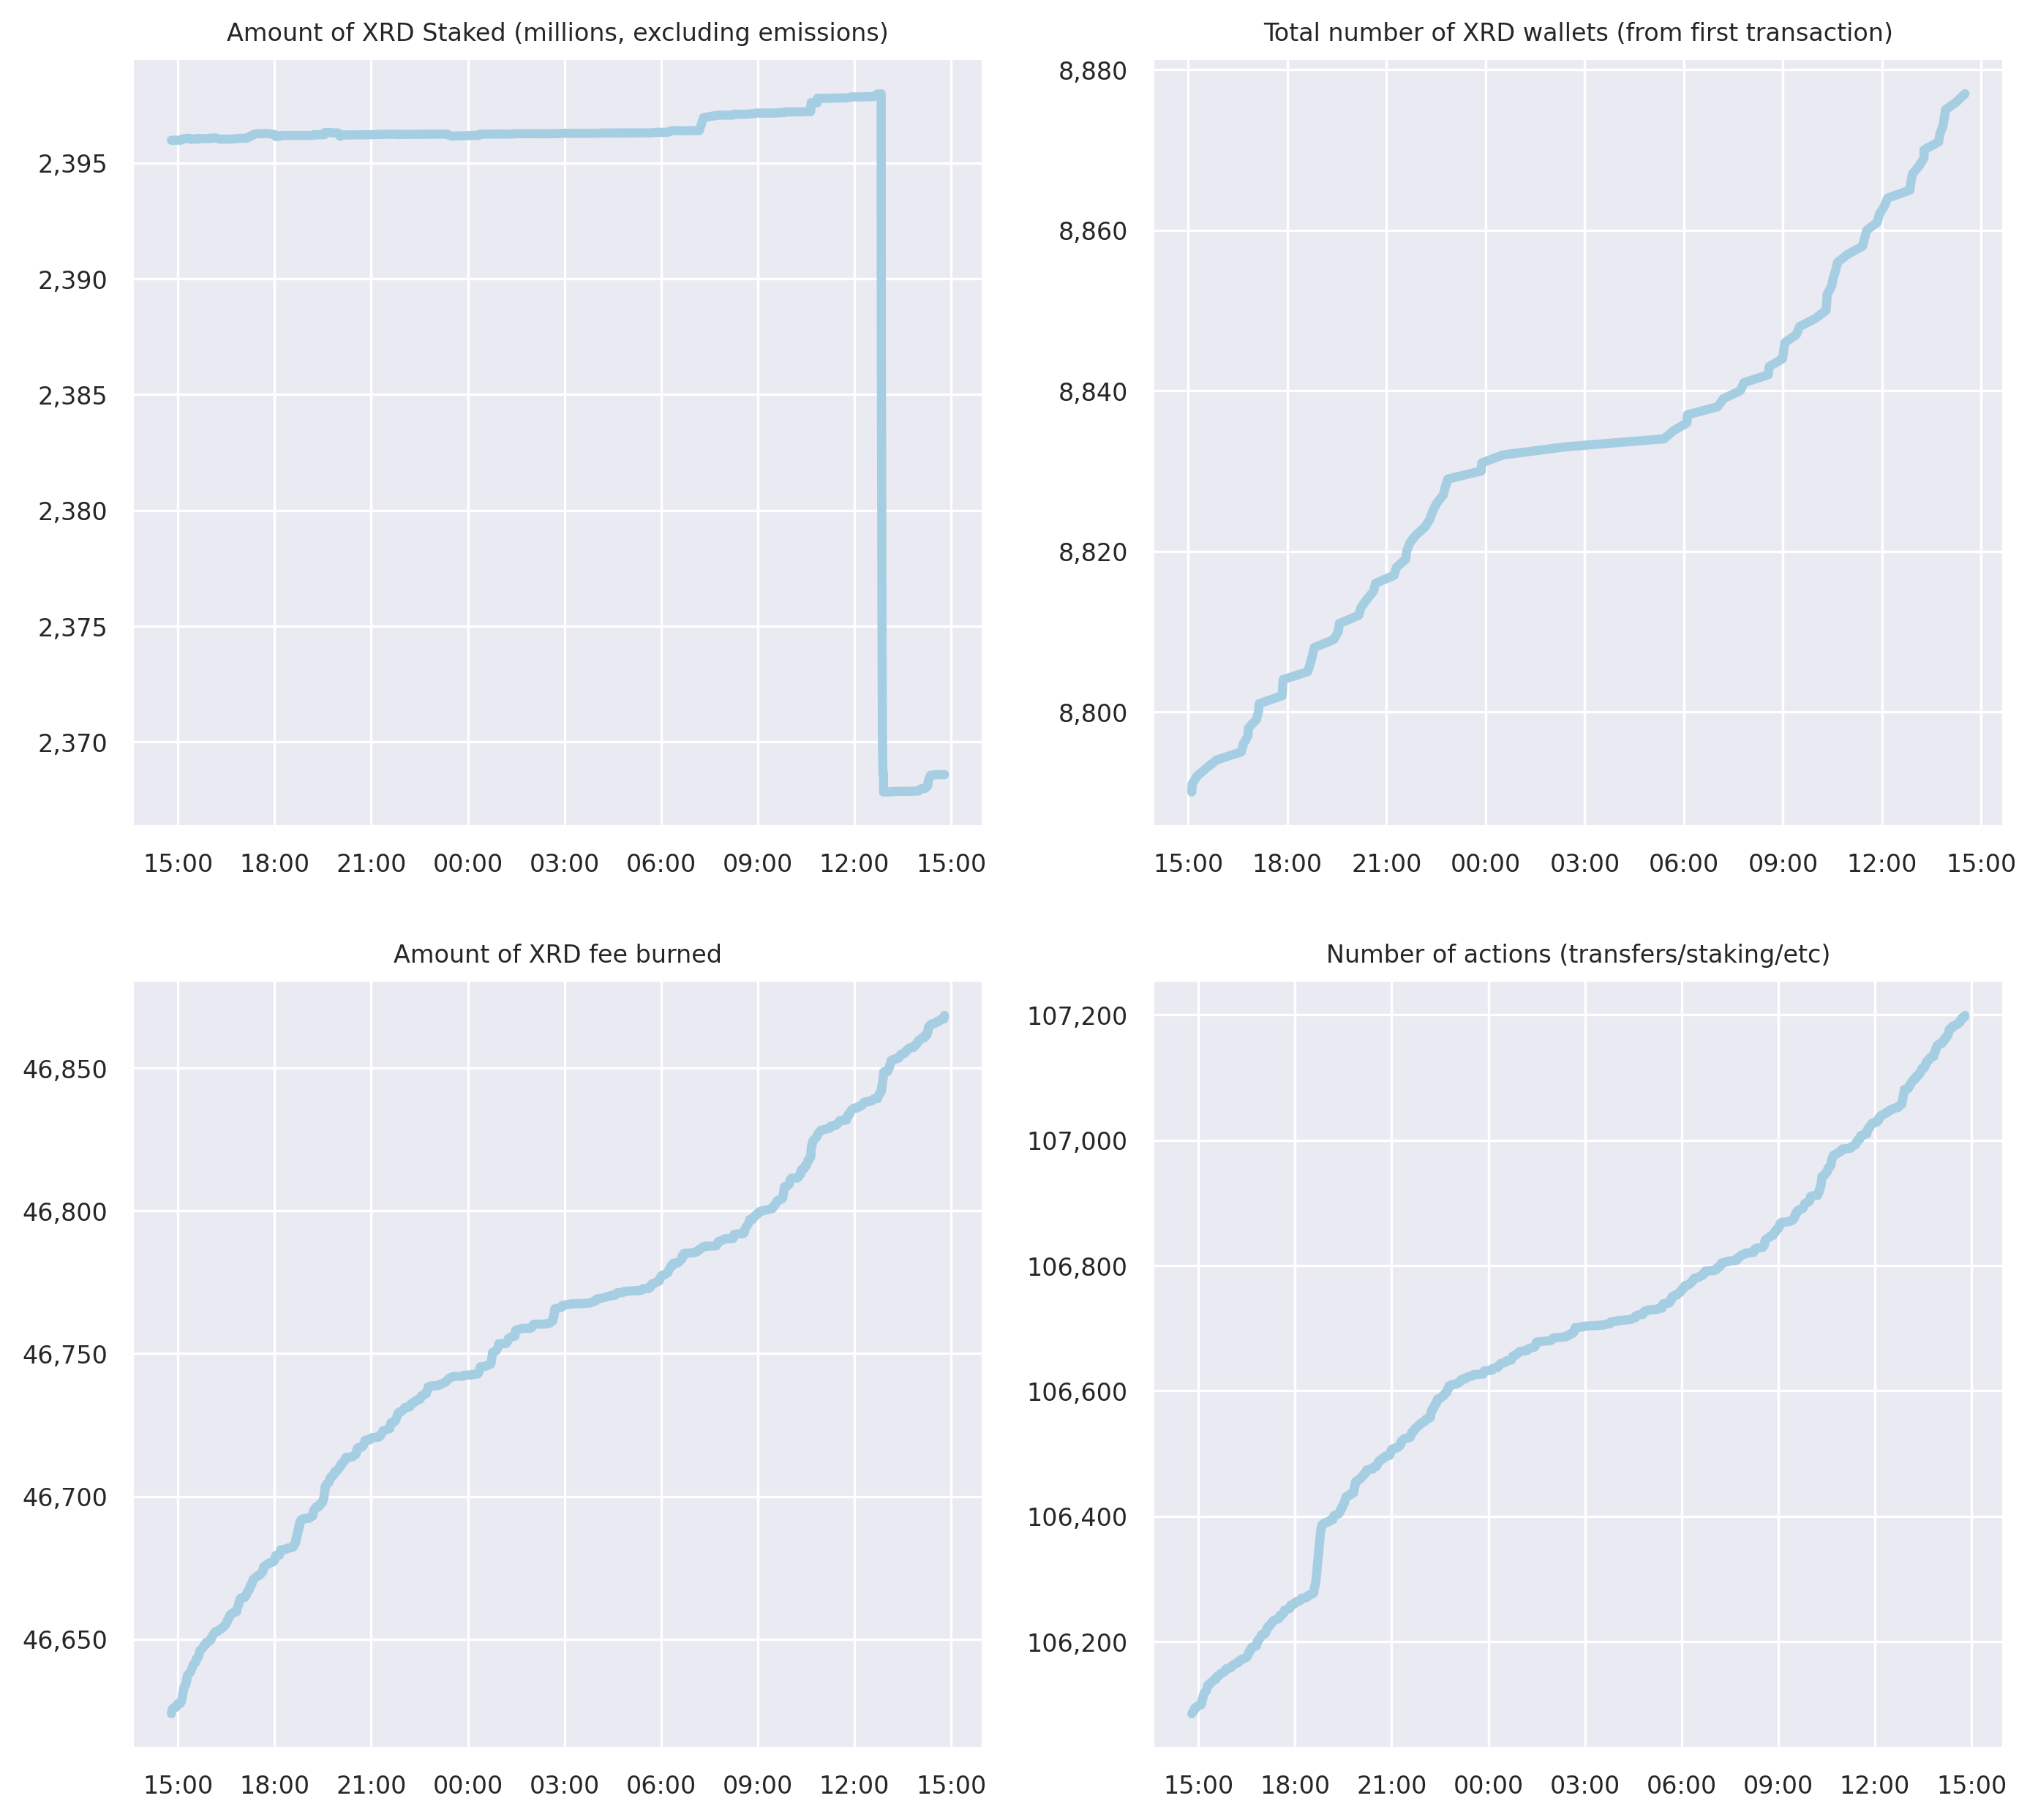 Amount of XRD Staked (millions, excluding emissions)
2,395
2,390
2,385
2,380
2,375
2,370
15:00 18:00 21:00 00:00 03:00 06:00 09:00 12:00 15:00
Total number of XRD wallets (from first transaction)
8,880
8,860
8,840
8,820
8,800
15:00 18:00 21:00 00:00 03:00 06:00 09:00 12:00 15:00
Amount of XRD fee burned
46,850
46,800
46,750
46,700
46,650
15:00 18:00 21:00 00:00 03:00 06:00 09:00 12:00 15:00
Number of actions (transfers/staking/etc)
107,200
107,000
106,800
106,600
106,400
106,200
15:00 18:00 21:00 00:00 03:00 06:00 09:00 12:00 15:00